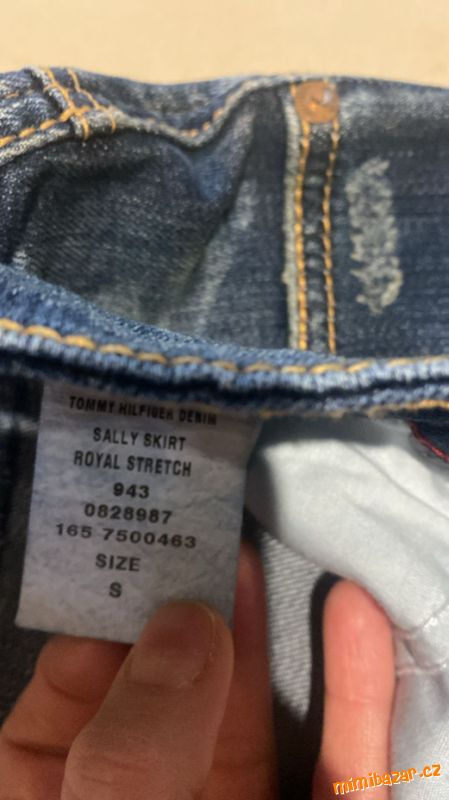 TOMMY HILFIGER DENIM
SALLY SKIRT
ROYAL STRETCH
943
0828987
165 7500463
SIZE
S
mimibazar.cz